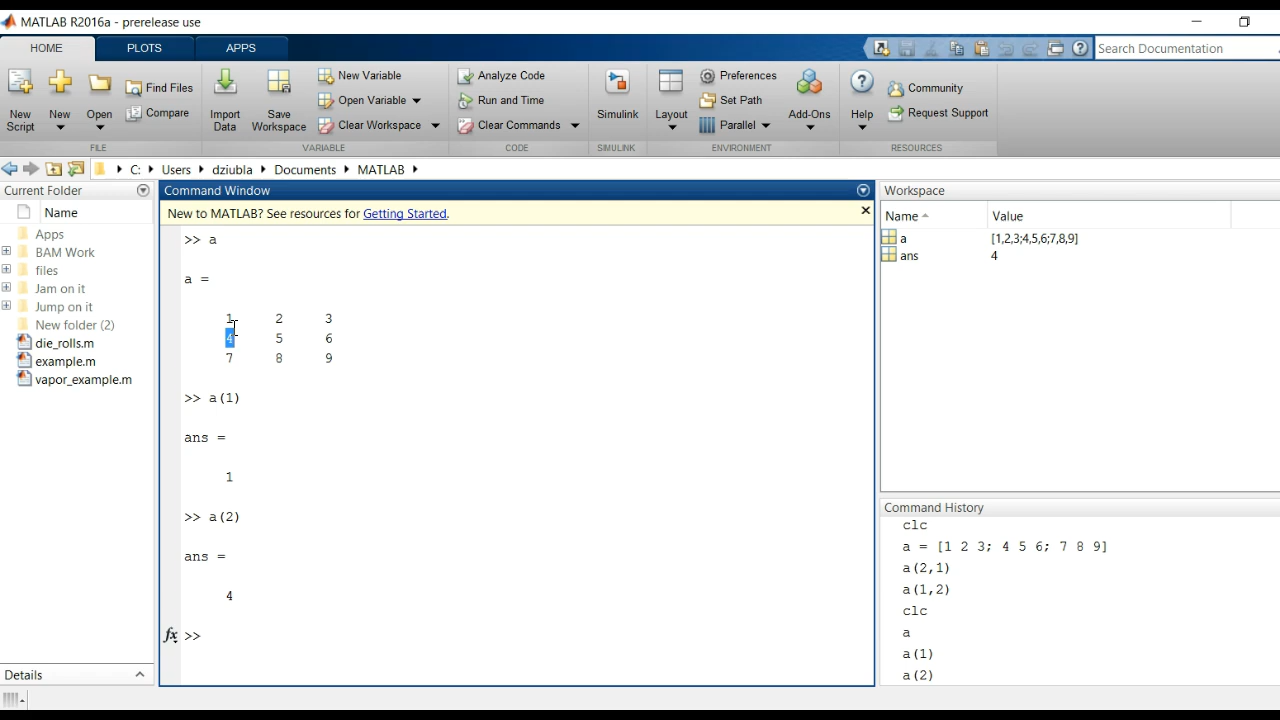 MATLAB R2016a - prerelease use
HOME PLOTS APPS
Search Documentation
New Script
New
Open
Find Files
Compare
FILE
Import Data
Save Workspace
New Variable
Open Variable
Clear Workspace
VARIABLE
Analyze Code
Run and Time
Clear Commands
CODE
Simulink
SIMULINK
Layout
Preferences
Set Path
Parallel
Add-Ons
ENVIRONMENT
Help
Community
Request Support
RESOURCES
C: Users dziubla Documents MATLAB
Current Folder
Name
Apps
BAM Work
files
Jam on it
Jump on it
New folder (2)
die_rolls.m
example.m
vapor_example.m
Details
Command Window
New to MATLAB? See resources for Getting Started.
>> a
a =
1 2 3
4 5 6
7 8 9
>> a(1)
ans =
1
>> a(2)
ans =
4
fx >>
Workspace
Name Value
a [1,2,3;4,5,6;7,8,9]
ans 4
Command History
clc
a = [1 2 3; 4 5 6; 7 8 9]
a(2,1)
a(1,2)
clc
a
a(1)
a(2)